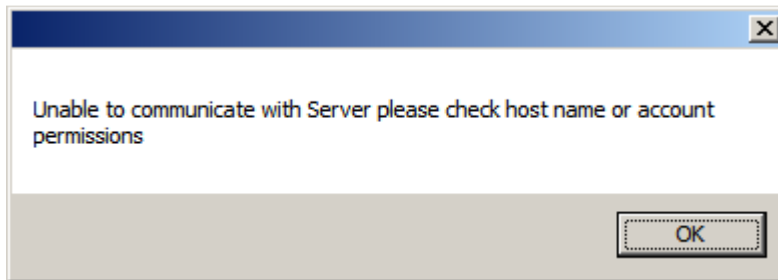 Unable to communicate with Server please check host name or account
permissions
OK